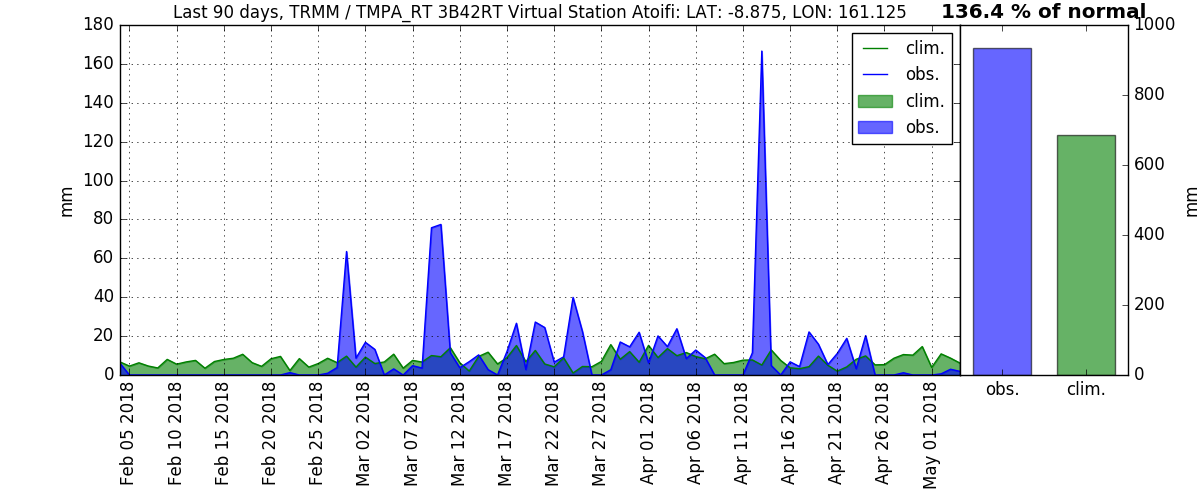 Last 90 days, TRMM / TMPA_RT 3B42RT Virtual Station Atoifi: LAT: -8.875, LON: 161.125
136.4 % of normal
180
160
140
120
100
80
60
40
20
0
mm
clim.
obs.
clim.
obs.
1000
800
600
400
200
0
mm
Feb 05 2018
Feb 10 2018
Feb 15 2018
Feb 20 2018
Feb 25 2018
Mar 02 2018
Mar 07 2018
Mar 12 2018
Mar 17 2018
Mar 22 2018
Mar 27 2018
Apr 01 2018
Apr 06 2018
Apr 11 2018
Apr 16 2018
Apr 21 2018
Apr 26 2018
May 01 2018
obs.
clim.